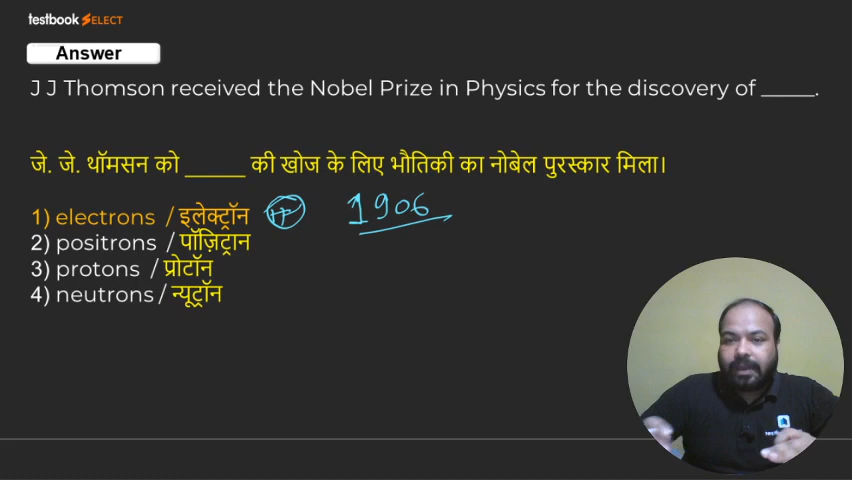 testbook SELECT
Answer
J J Thomson received the Nobel Prize in Physics for the discovery of _____.
जे. जे. थॉमसन को _____ की खोज के लिए भौतिकी का नोबेल पुरस्कार मिला।
1) electrons / इलेक्ट्रॉन 1906
2) positrons / पॉज़िट्रान
3) protons / प्रोटॉन
4) neutrons / न्यूट्रॉन